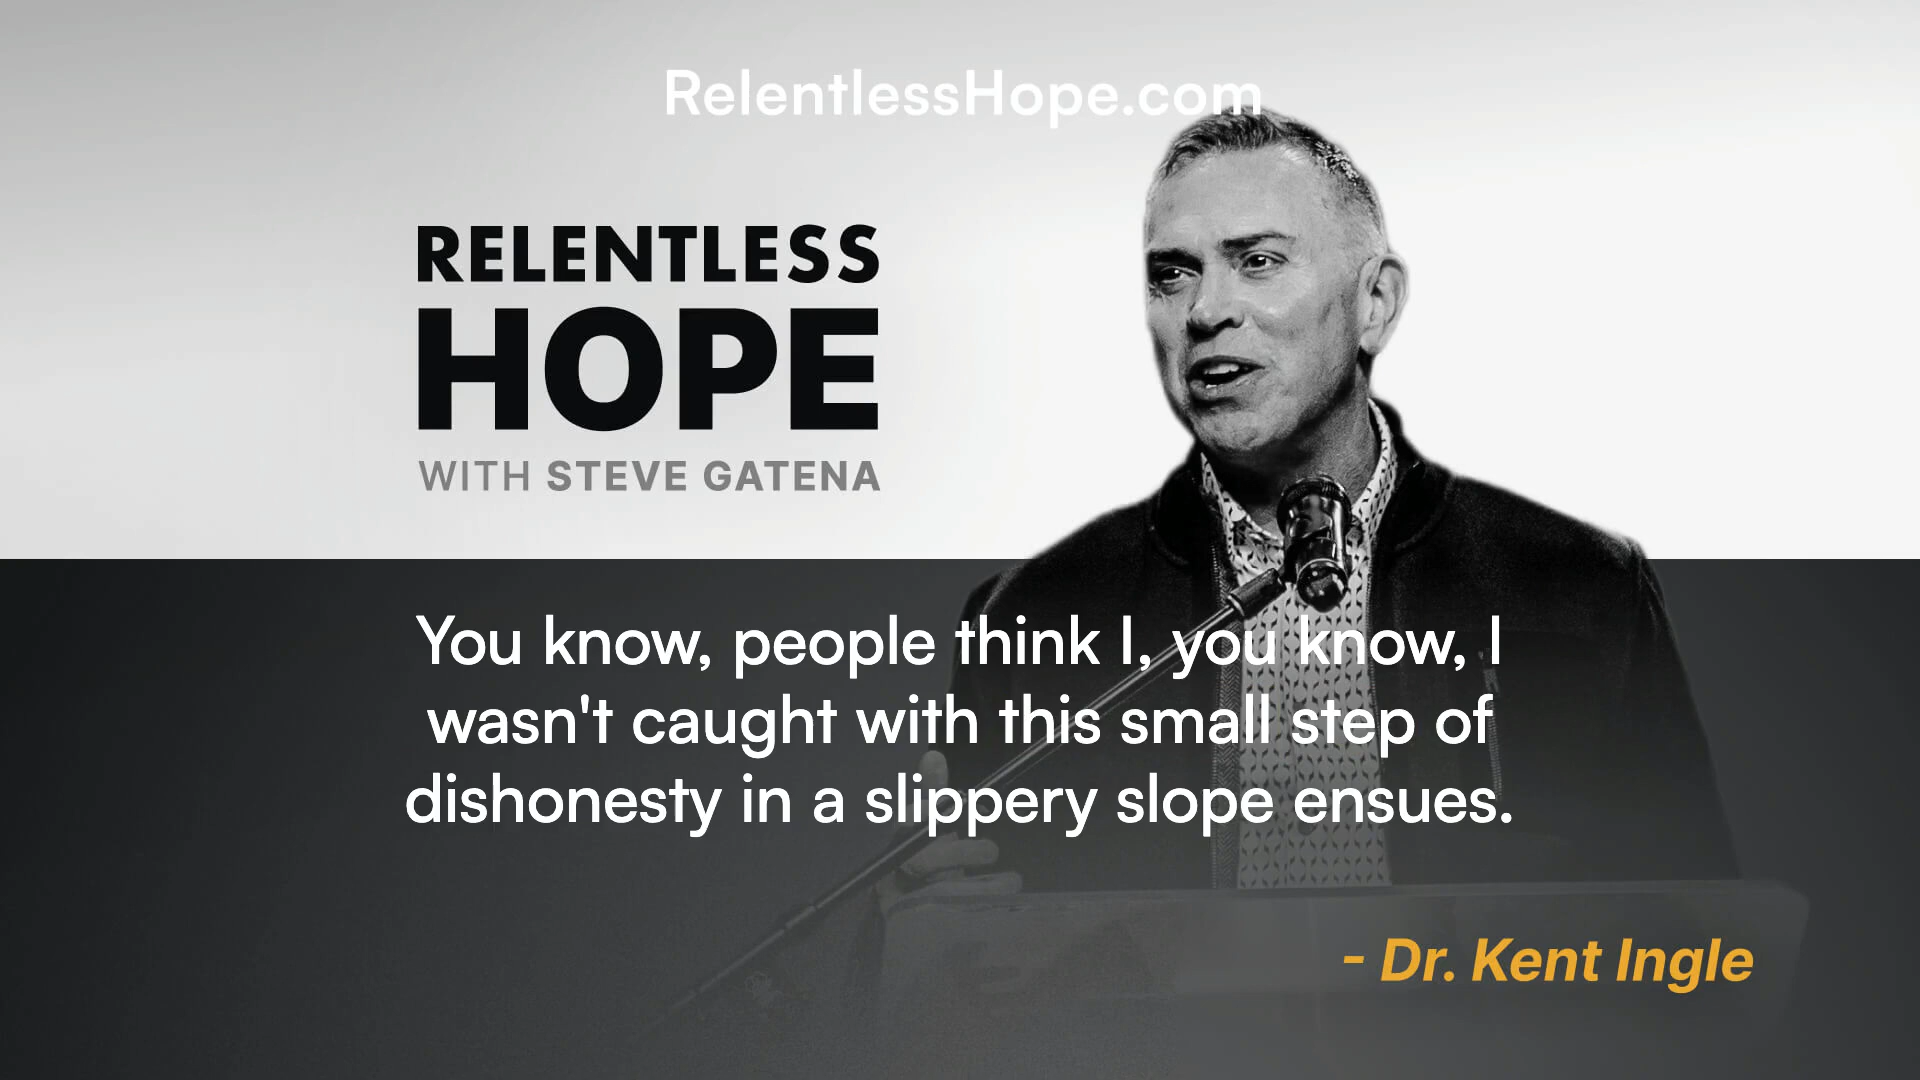 RelentlessHope.com
RELENTLESS
HOPE
WITH STEVE GATENA
You know, people think I, you know, I
wasn't caught with this small step of
dishonesty in a slippery slope ensues.
- Dr. Kent Ingle